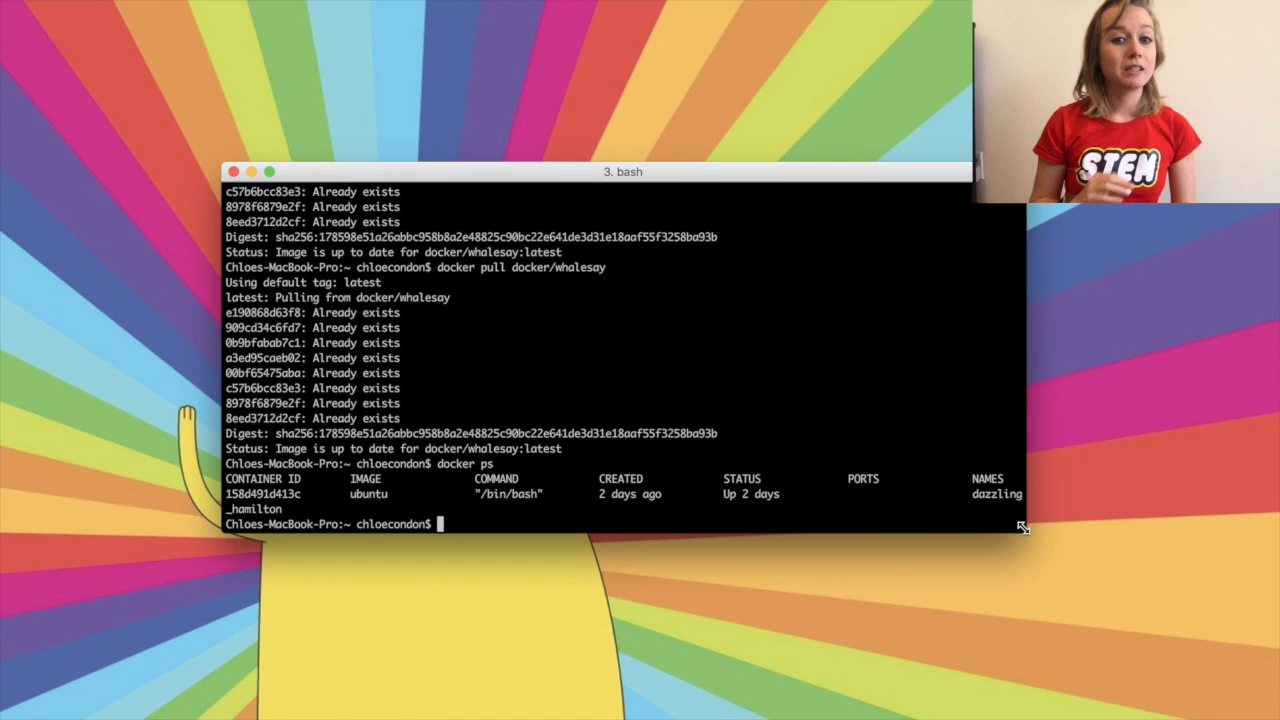 3. bash
STEM
c57b6bcc83e3: Already exists
8978f6879e2f: Already exists
8eed3712d2cf: Already exists
Digest: sha256:178598e51a26abbc958b8a2e48825c90bc22e641de3d31e18aaf55f3258ba93b
Status: Image is up to date for docker/whalesay:latest
Chloes-MacBook-Pro:~ chloecondon$ docker pull docker/whalesay
Using default tag: latest
latest: Pulling from docker/whalesay
e190868d63f8: Already exists
909cd34c6fd7: Already exists
0b9bfabab7c1: Already exists
a3ed95caeb02: Already exists
00bf65475aba: Already exists
c57b6bcc83e3: Already exists
8978f6879e2f: Already exists
8eed3712d2cf: Already exists
Digest: sha256:178598e51a26abbc958b8a2e48825c90bc22e641de3d31e18aaf55f3258ba93b
Status: Image is up to date for docker/whalesay:latest
Chloes-MacBook-Pro:~ chloecondon$ docker ps
CONTAINER ID IMAGE COMMAND CREATED STATUS PORTS NAMES
158d491d413c ubuntu "/bin/bash" 2 days ago Up 2 days dazzling
_hamilton
Chloes-MacBook-Pro:~ chloecondon$